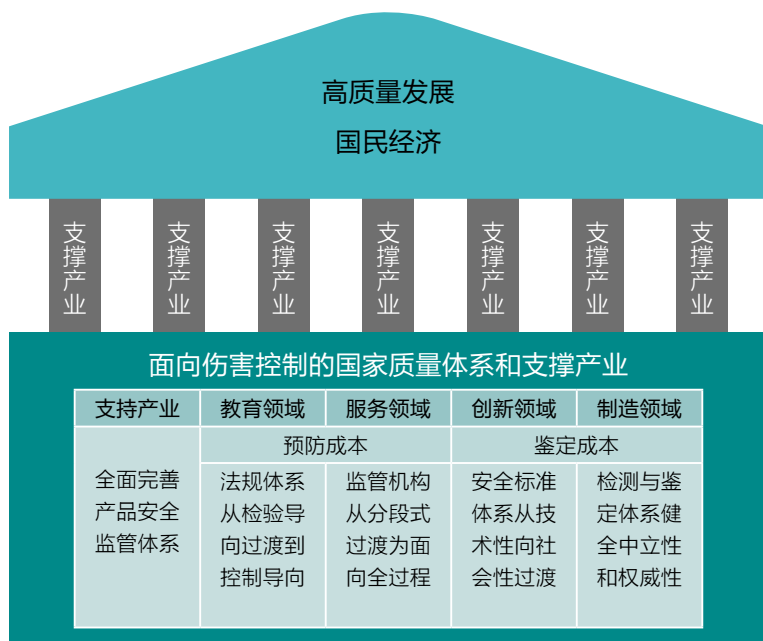 高质量发展
国民经济
支撑产业
支撑产业
支撑产业
支撑产业
支撑产业
支撑产业
支撑产业
面向伤害控制的国家质量体系和支撑产业
支持产业 教育领域 服务领域 创新领域 制造领域
预防成本 鉴定成本
全面完善
产品安全
监管体系
法规体系
从检验导
向过渡到
控制导向
监管机构
从分段式
过渡为面
向全过程
安全标准
体系从技
术性向社
会性过渡
检测与鉴
定体系健
全中立性
和权威性